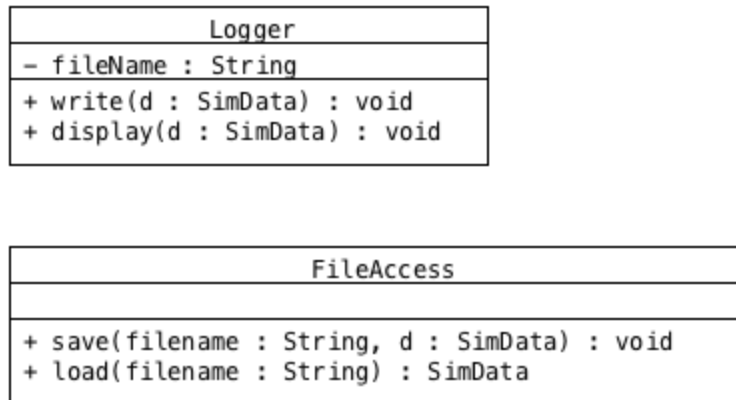 Logger
- fileName : String
+ write(d : SimData) : void
+ display(d : SimData) : void
FileAccess
+ save(filename : String, d : SimData) : void
+ load(filename : String) : SimData